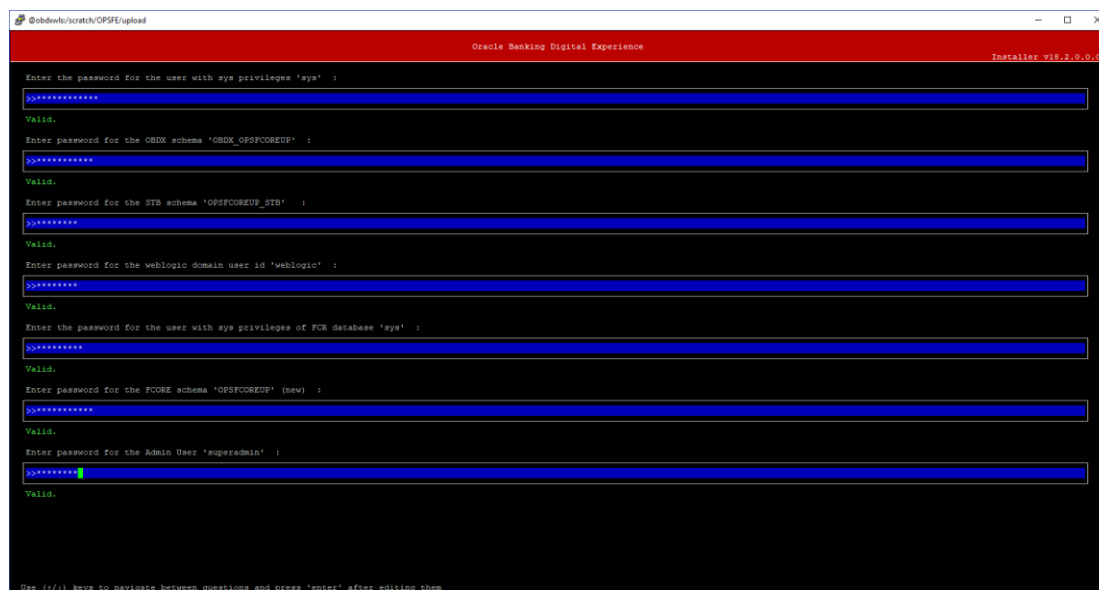 @obdxwls:/scratch/OPSFE/upload
Oracle Banking Digital Experience
Installer v18.2.0.0.0
Enter the password for the user with sys privileges 'sys'  :
>>************
Valid.
Enter password for the OBDX schema 'OBDX_OPSFCOREUP'  :
>>***********
Valid.
Enter password for the STB schema 'OPSFCOREUP_STB'   :
>>********
Valid.
Enter password for the weblogic domain user id 'weblogic'  :
>>********
Valid.
Enter the password for the user with sys privileges of FCR database 'sys'  :
>>*********
Valid.
Enter password for the FCORE schema 'OPSFCOREUP' (new)  :
>>***********
Valid.
Enter password for the Admin User 'superadmin'  :
>>********
Valid.
Use (↑/↓) keys to navigate between questions and press 'enter' after editing them